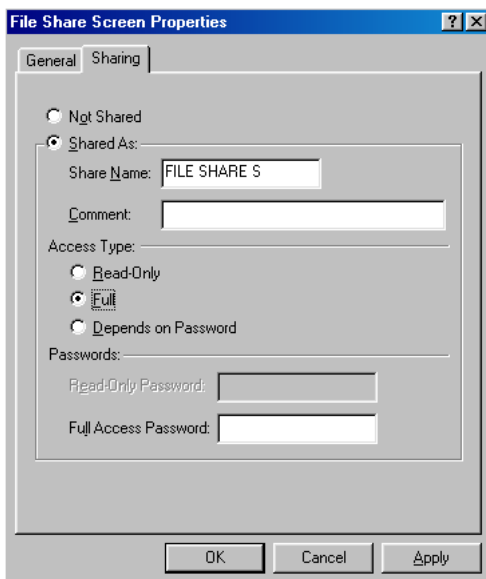 File Share Screen Properties
General Sharing
Not Shared
Shared As:
Share Name: FILE SHARE S
Comment:
Access Type:
Read-Only
Full
Depends on Password
Passwords:
Read-Only Password:
Full Access Password:
OK Cancel Apply